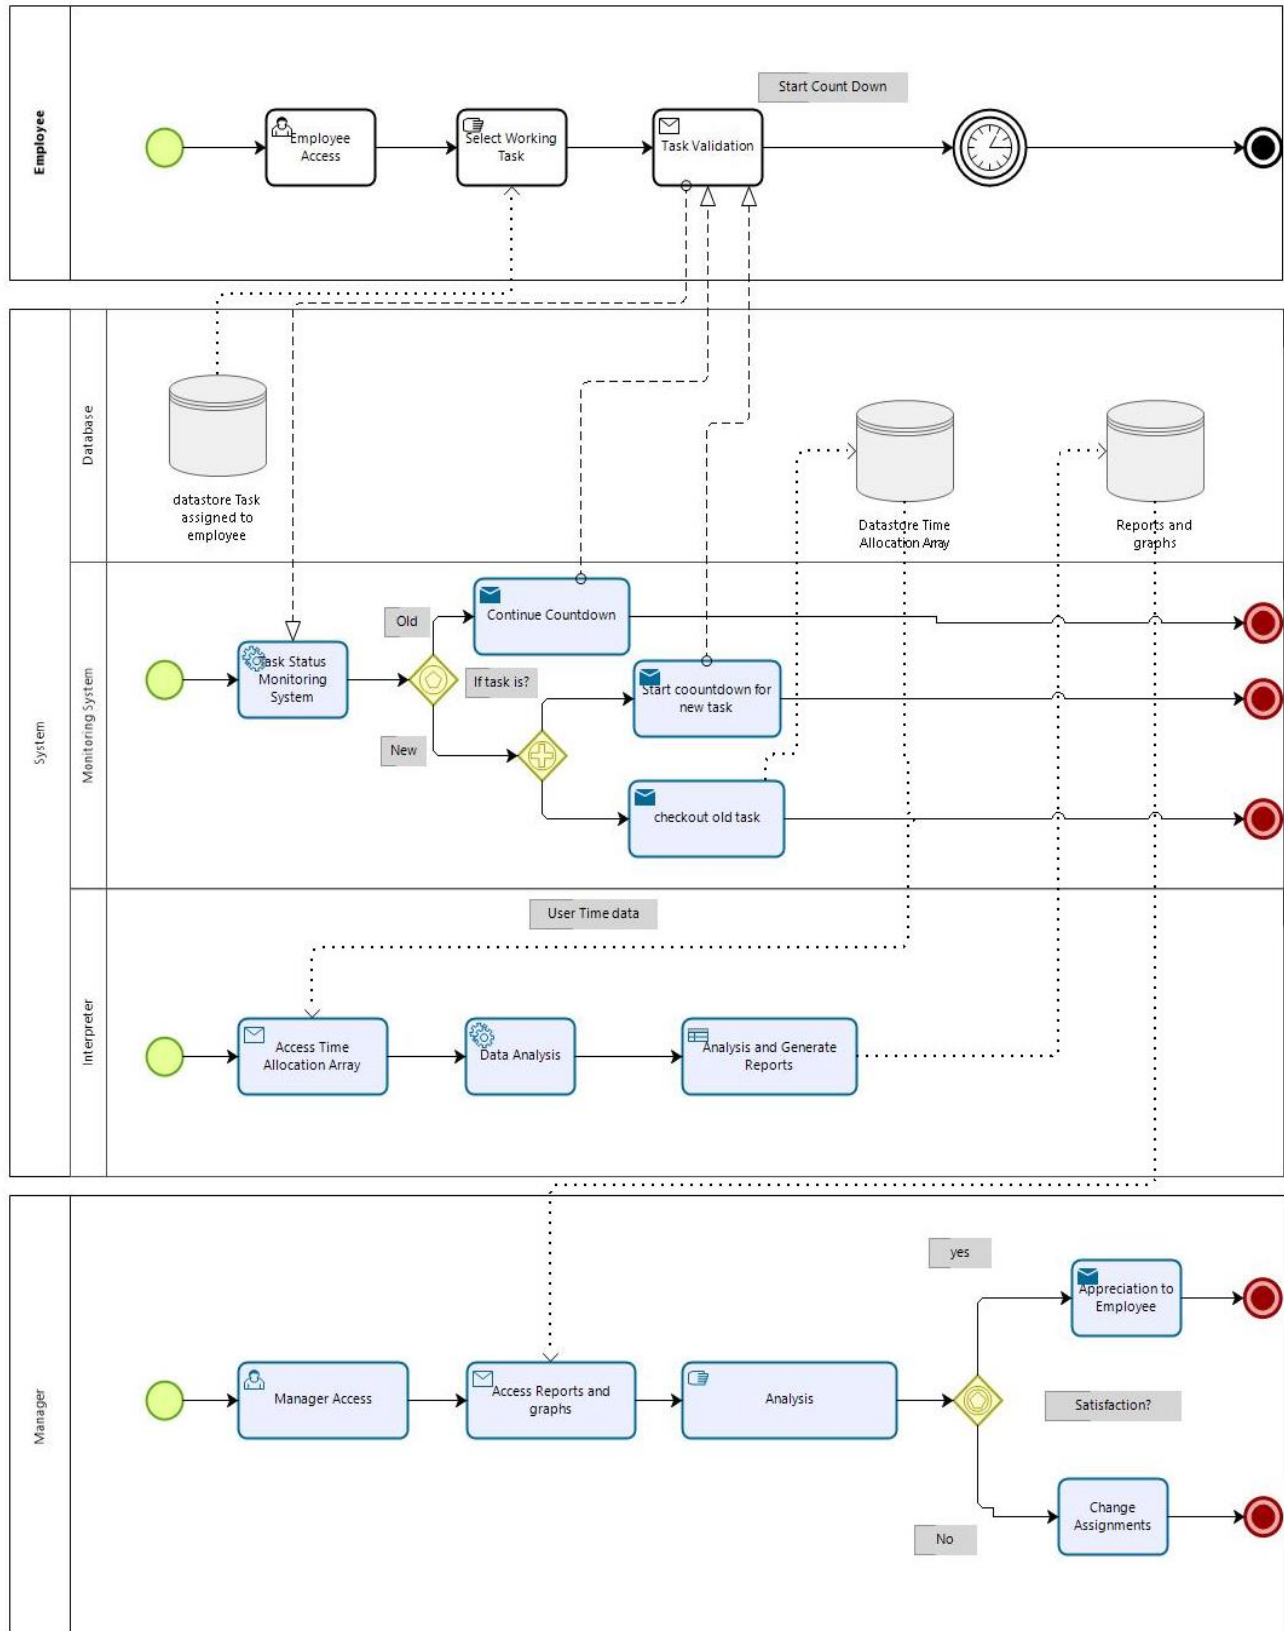 Employee
Start Count Down
Employee
Access
Select Working
Task
Task Validation
System
Database
datastore Task
assigned to
employee
Datastore Time
Allocation Array
Reports and
graphs
Monitoring System
Old
Continue Countdown
Task Status
Monitoring
System
If task is?
Start coountdown for
new task
New
checkout old task
Interpreter
User Time data
Access Time
Allocation Array
Data Analysis
Analysis and Generate
Reports
Manager
yes
Appreciation to
Employee
Manager Access
Access Reports and
graphs
Analysis
Satisfaction?
Change
Assignments
No